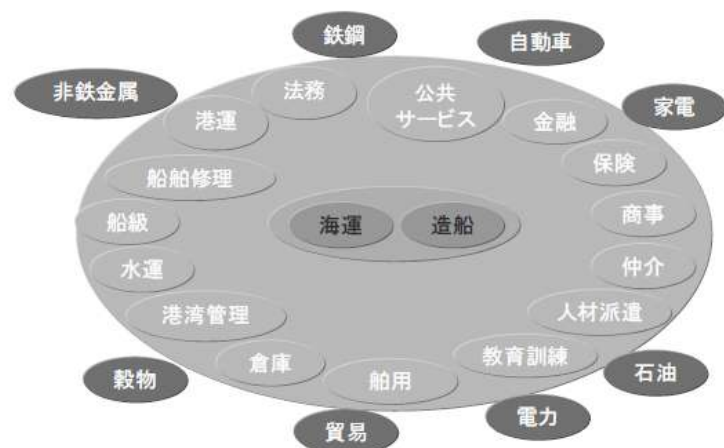 鉄鋼
自動車
非鉄金属
法務
公共
サービス
家電
港運
金融
船舶修理
保険
船級
海運
造船
商事
水運
仲介
港湾管理
人材派遣
倉庫
教育訓練
穀物
舶用
石油
貿易
電力